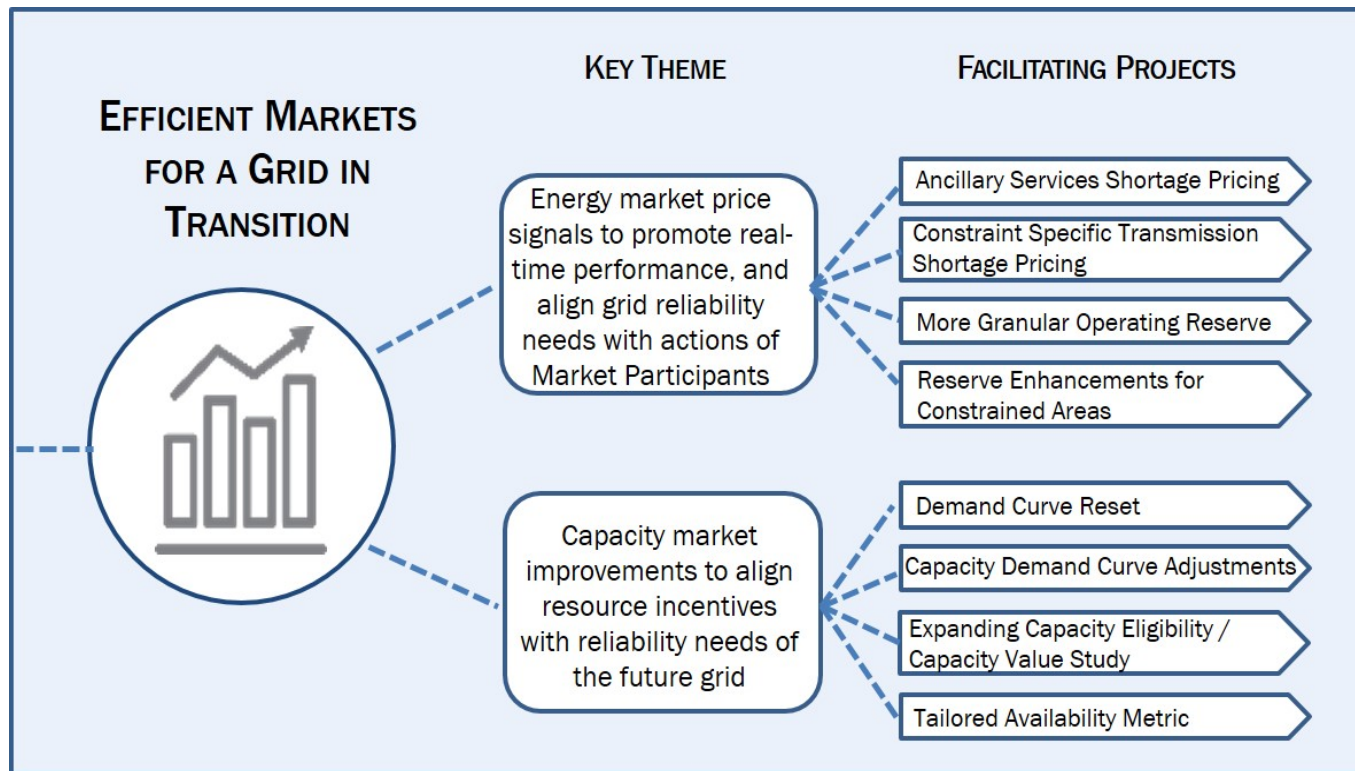 EFFICIENT MARKETS
FOR A GRID IN
TRANSITION
KEY THEME
FACILITATING PROJECTS
Energy market price
signals to promote real-
time performance, and
align grid reliability
needs with actions of
Market Participants
Ancillary Services Shortage Pricing
Constraint Specific Transmission
Shortage Pricing
More Granular Operating Reserve
Reserve Enhancements for
Constrained Areas
Capacity market
improvements to align
resource incentives
with reliability needs of
the future grid
Demand Curve Reset
Capacity Demand Curve Adjustments
Expanding Capacity Eligibility /
Capacity Value Study
Tailored Availability Metric